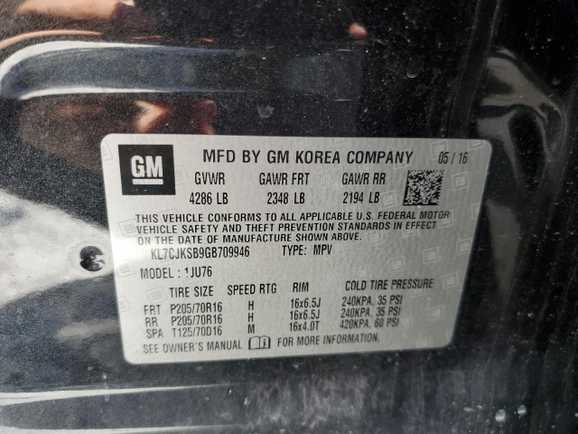 GM
MFD BY GM KOREA COMPANY 05/16
GVWR GAWR FRT GAWR RR
4286 LB 2348 LB 2194 LB
THIS VEHICLE CONFORMS TO ALL APPLICABLE U.S. FEDERAL MOTOR
VEHICLE SAFETY AND THEFT PREVENTION STANDARDS IN EFFECT
ON THE DATE OF MANUFACTURE SHOWN ABOVE.
KL7CJKSB9GB709946 TYPE: MPV
MODEL : 1JU76
TIRE SIZE SPEED RTG RIM COLD TIRE PRESSURE
FRT P205/70R16 H 16x6.5J 240KPA. 35 PSI
RR P205/70R16 H 16x6.5J 240KPA. 35 PSI
SPA T125/70D16 M 16x4.0T 420KPA. 60 PSI
SEE OWNER'S MANUAL FOR MORE INFORMATION